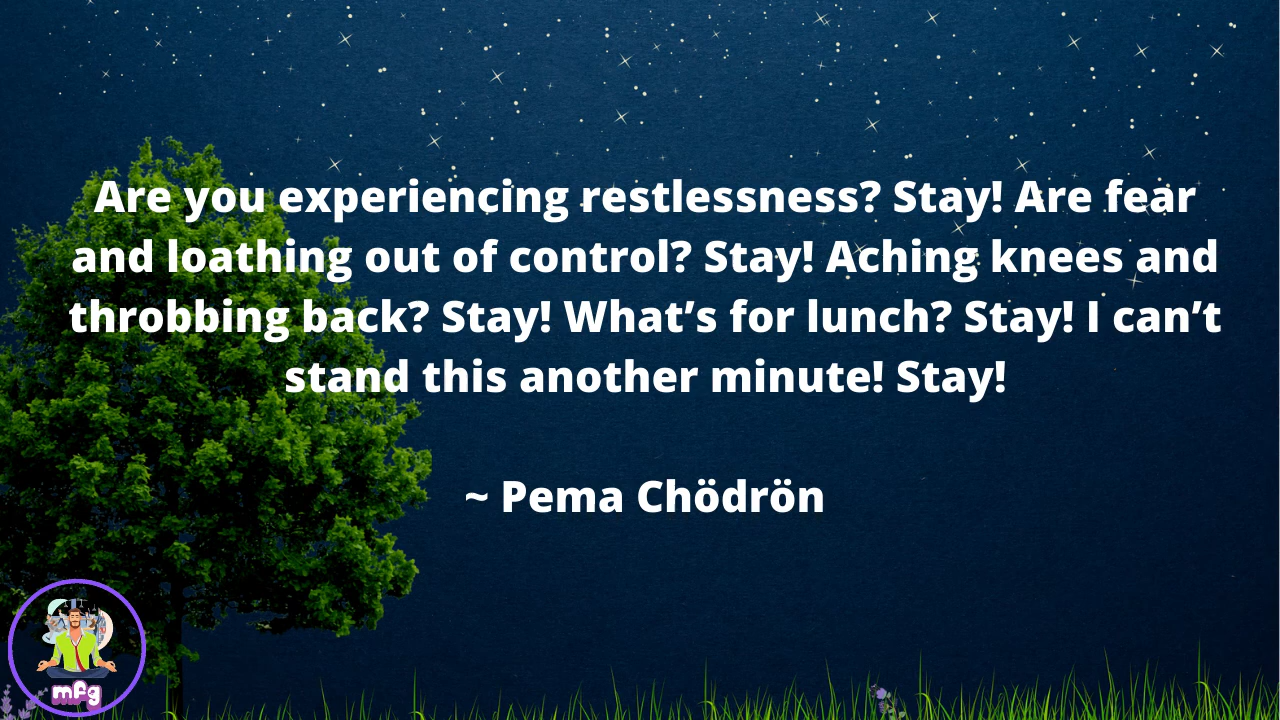 Are you experiencing restlessness? Stay! Are fear
and loathing out of control? Stay! Aching knees and
throbbing back? Stay! What’s for lunch? Stay! I can’t
stand this another minute! Stay!
~ Pema Chödrön
mfg